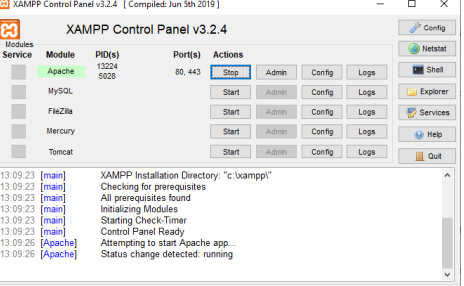 XAMPP Control Panel v3.2.4 [ Compiled: Jun 5th 2019 ]
XAMPP Control Panel v3.2.4
Config
Modules
Service Module PID(s) Port(s) Actions
Netstat
Apache 13224 5028 80, 443 Stop Admin Config Logs
Shell
MySQL Start Admin Config Logs
Explorer
FileZilla Start Admin Config Logs
Services
Mercury Start Admin Config Logs
Help
Tomcat Start Admin Config Logs
Quit
13:09:23 [main] XAMPP Installation Directory: "c:\xampp\"
13:09:23 [main] Checking for prerequisites
13:09:23 [main] All prerequisites found
13:09:23 [main] Initializing Modules
13:09:23 [main] Starting Check-Timer
13:09:23 [main] Control Panel Ready
13:09:26 [Apache] Attempting to start Apache app...
13:09:26 [Apache] Status change detected: running